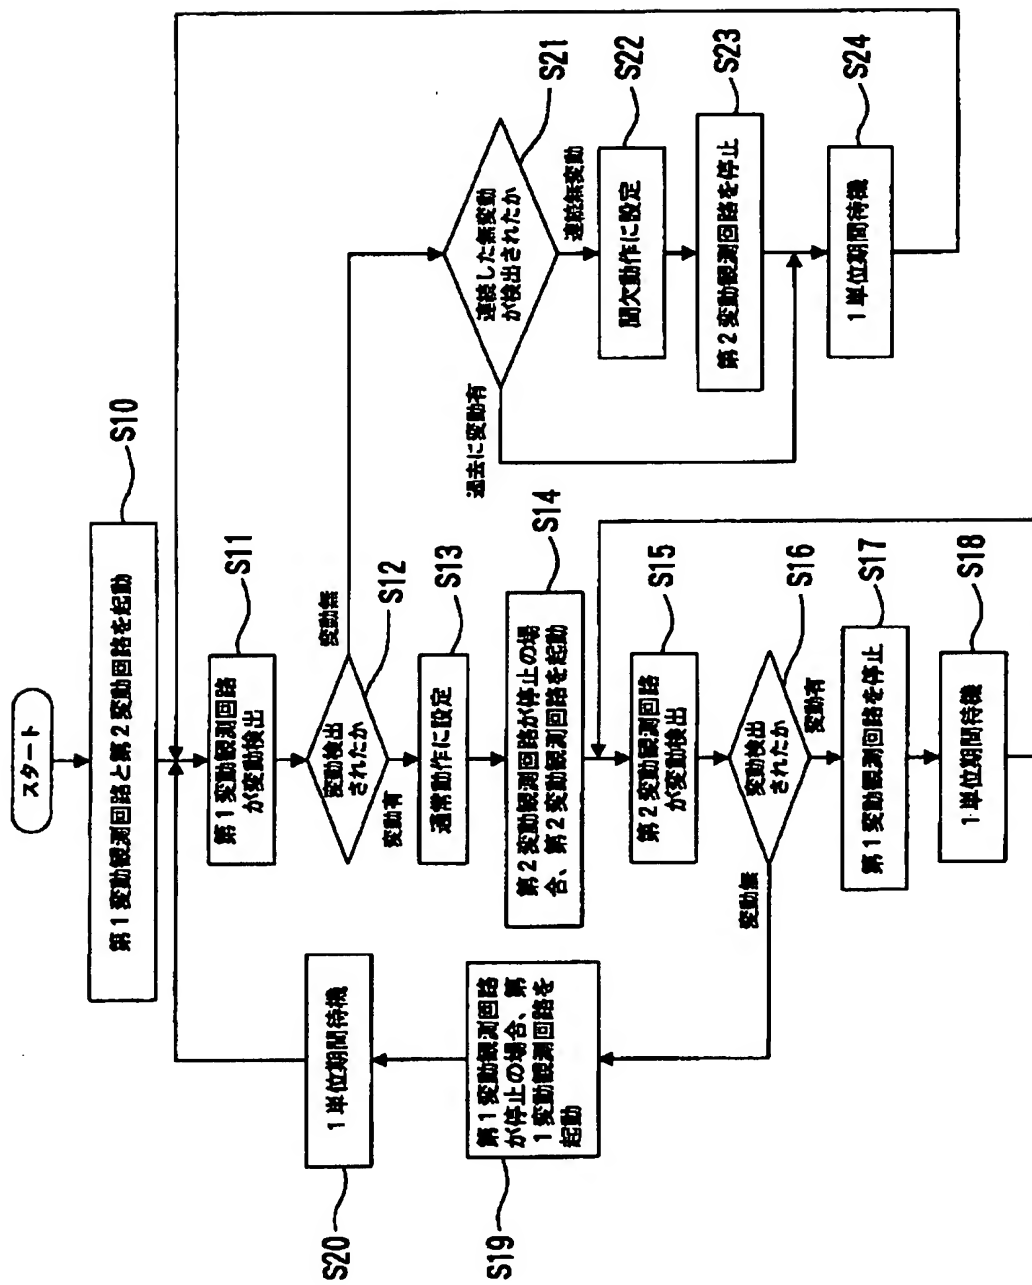 スタート
第1変動観測回路と第2変動回路を起動
S10
第1変動観測回路
が変動検出
S11
変動検出
されたか
S12
変動無
変動有
通常動作に設定
S13
第2変動観測回路が停止の場
合、第2変動観測回路を起動
S14
第2変動観測回路
が変動検出
S15
変動検出
されたか
S16
変動有
変動無
第1変動観測回路を停止
S17
1単位期間待機
S18
第1変動観測回路
が停止の場合、第
1変動観測回路を
起動
S19
1単位期間待機
S20
連続した無変動
が検出されたか
S21
過去に変動有
連続無変動
間欠動作に設定
S22
第2変動観測回路を停止
S23
1単位期間待機
S24